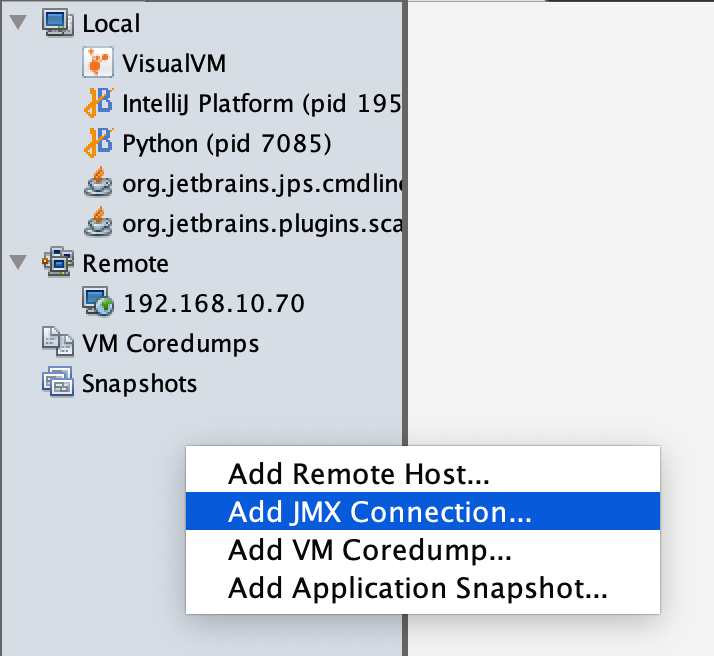 Local
VisualVM
IntelliJ Platform (pid 195
Python (pid 7085)
org.jetbrains.jps.cmdline
org.jetbrains.plugins.sca
Remote
192.168.10.70
VM Coredumps
Snapshots
Add Remote Host...
Add JMX Connection...
Add VM Coredump...
Add Application Snapshot...